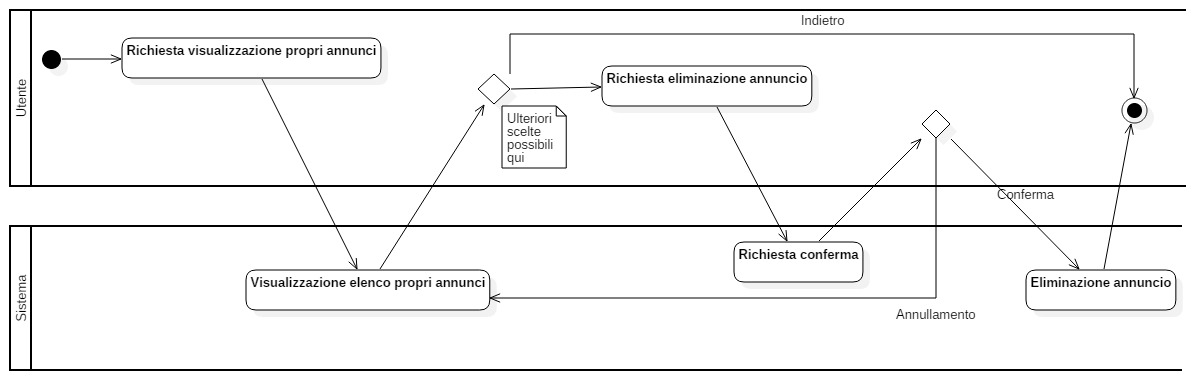 Indietro
Utente
Richiesta visualizzazione propri annunci
Richiesta eliminazione annuncio
Ulteriori
scelte
possibili
qui
Conferma
Sistema
Richiesta conferma
Visualizzazione elenco propri annunci
Eliminazione annuncio
Annullamento